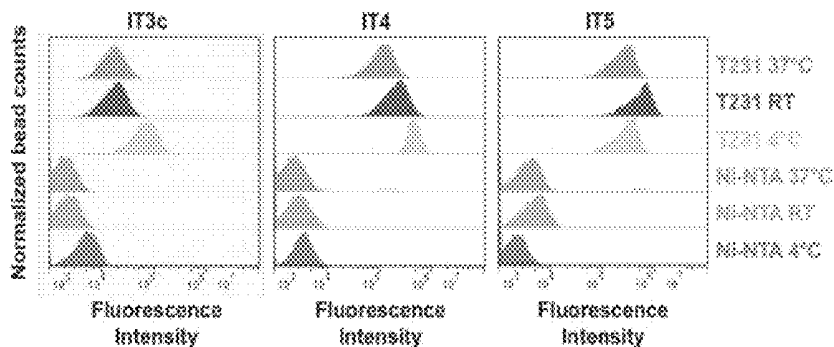 IT3c
IT4
IT5
Normalized bead counts
T231 37°C
T231 RT
T231 4°C
Ni-NTA 37°C
Ni-NTA RT
Ni-NTA 4°C
Fluorescence
Intensity
Fluorescence
Intensity
Fluorescence
Intensity